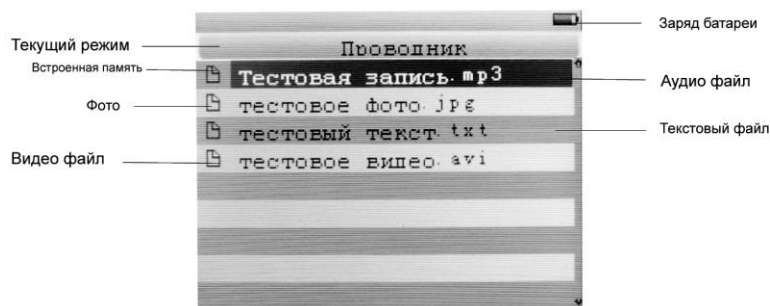 Заряд батареи
Текущий режим
Проводник
Встроенная память
Тестовая запись.mp3
Аудио файл
Фото
тестовое фото.jpg
тестовый текст.txt
Текстовый файл
Видео файл
тестовое видео.avi